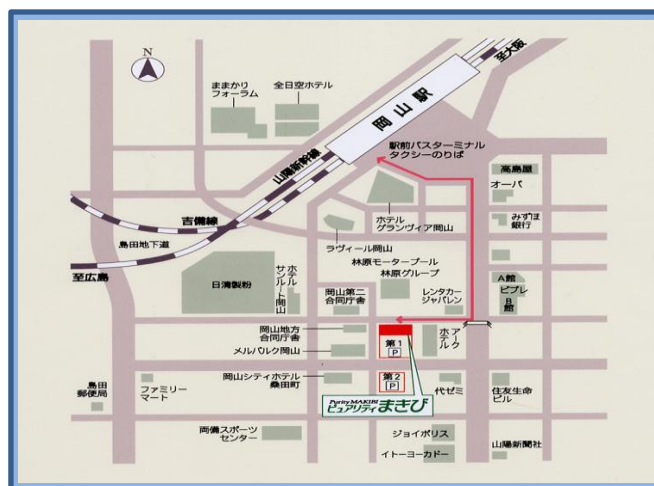 N
至大阪
ままかり
フォーラム
全日空ホテル
岡山駅
駅前バスターミナル
タクシーのりば
山陽新幹線
高島屋
オーパ
吉備線
ホテル
グランヴィア岡山
みずほ
銀行
島田地下道
ラヴィール岡山
至広島
林原モータープール
林原グループ
日清製粉
ホテル
サンルート岡山
岡山第二
合同庁舎
レンタカー
ジャパレン
A館
ビブレ
B館
岡山地方
合同庁舎
第1
P
アーク
ホテル
メルパルク岡山
岡山シティホテル
桑田町
第2
P
島田
郵便局
ファミリー
マート
代ゼミ
住友生命
ビル
Purity MAKIBI
ピュアリティまきび
両備スポーツ
センター
ジョイポリス
イトーヨーカドー
山陽新聞社